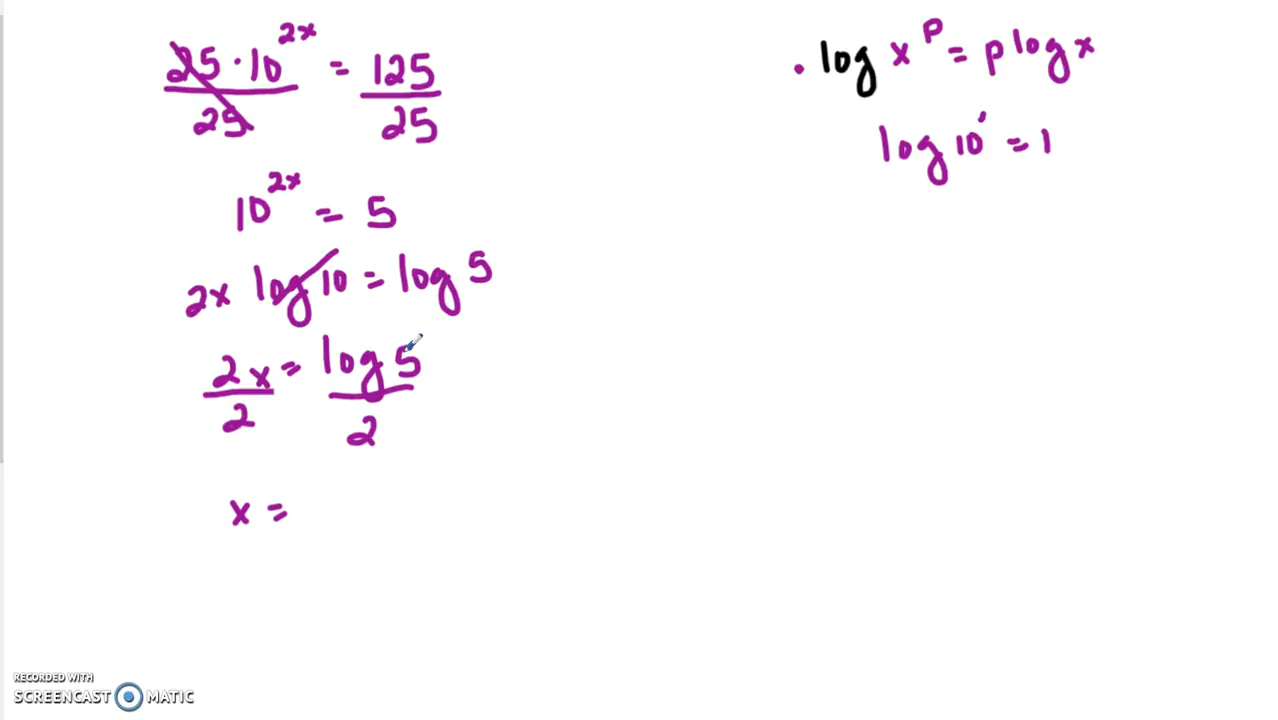 25 · 10^2x = 125
25 25
10^2x = 5
2x log 10 = log 5
2x = log 5
2 2
x =
. log x^p = p log x
log 10^1 = 1
RECORDED WITH
SCREENCAST MATIC